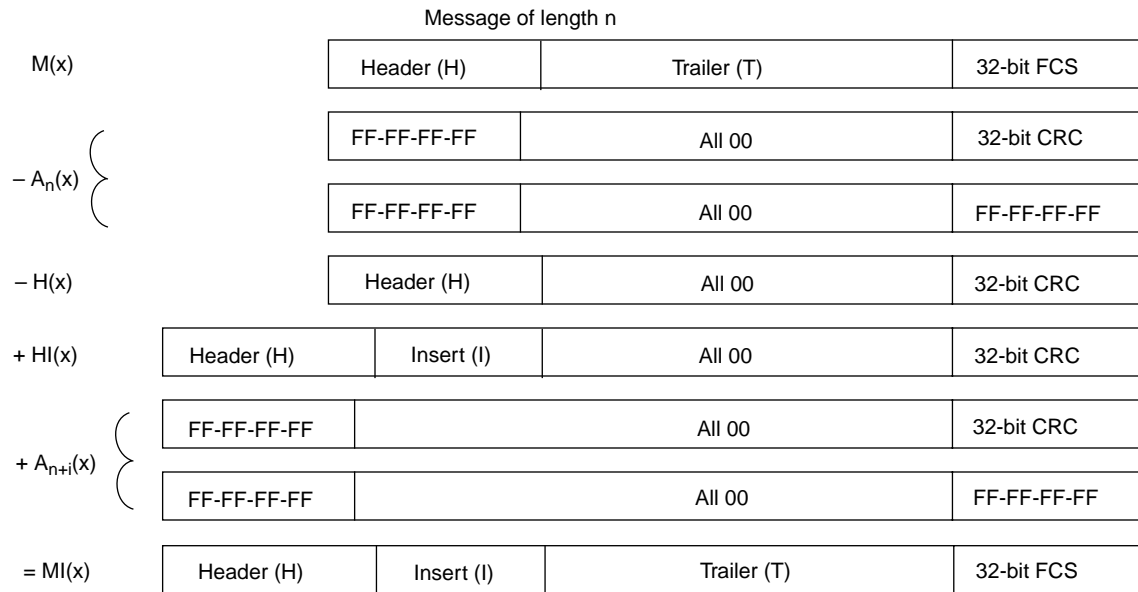 Message of length n
M(x) Header (H) Trailer (T) 32-bit FCS
FF-FF-FF-FF All 00 32-bit CRC
– Aₙ(x)
FF-FF-FF-FF All 00 FF-FF-FF-FF
– H(x) Header (H) All 00 32-bit CRC
+ HI(x) Header (H) Insert (I) All 00 32-bit CRC
FF-FF-FF-FF All 00 32-bit CRC
+ Aₙ₊ᵢ(x)
FF-FF-FF-FF All 00 FF-FF-FF-FF
= MI(x) Header (H) Insert (I) Trailer (T) 32-bit FCS